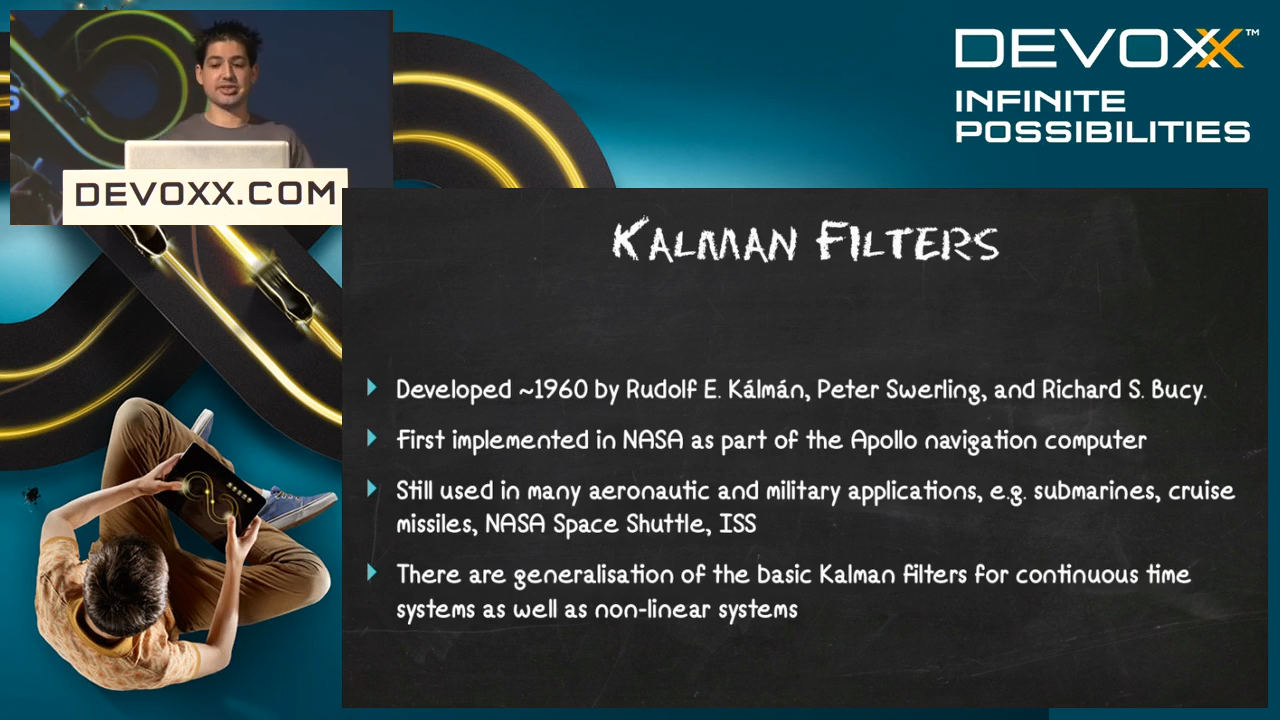 DEVOXX™
INFINITE
POSSIBILITIES
DEVOXX.COM
KALMAN FILTERS
Developed ~1960 by Rudolf E. Kálmán, Peter Swerling, and Richard S. Bucy.
First implemented in NASA as part of the Apollo navigation computer
Still used in many aeronautic and military applications, e.g. submarines, cruise
missiles, NASA Space Shuttle, ISS
There are generalisation of the basic Kalman filters for continuous time
systems as well as non-linear systems